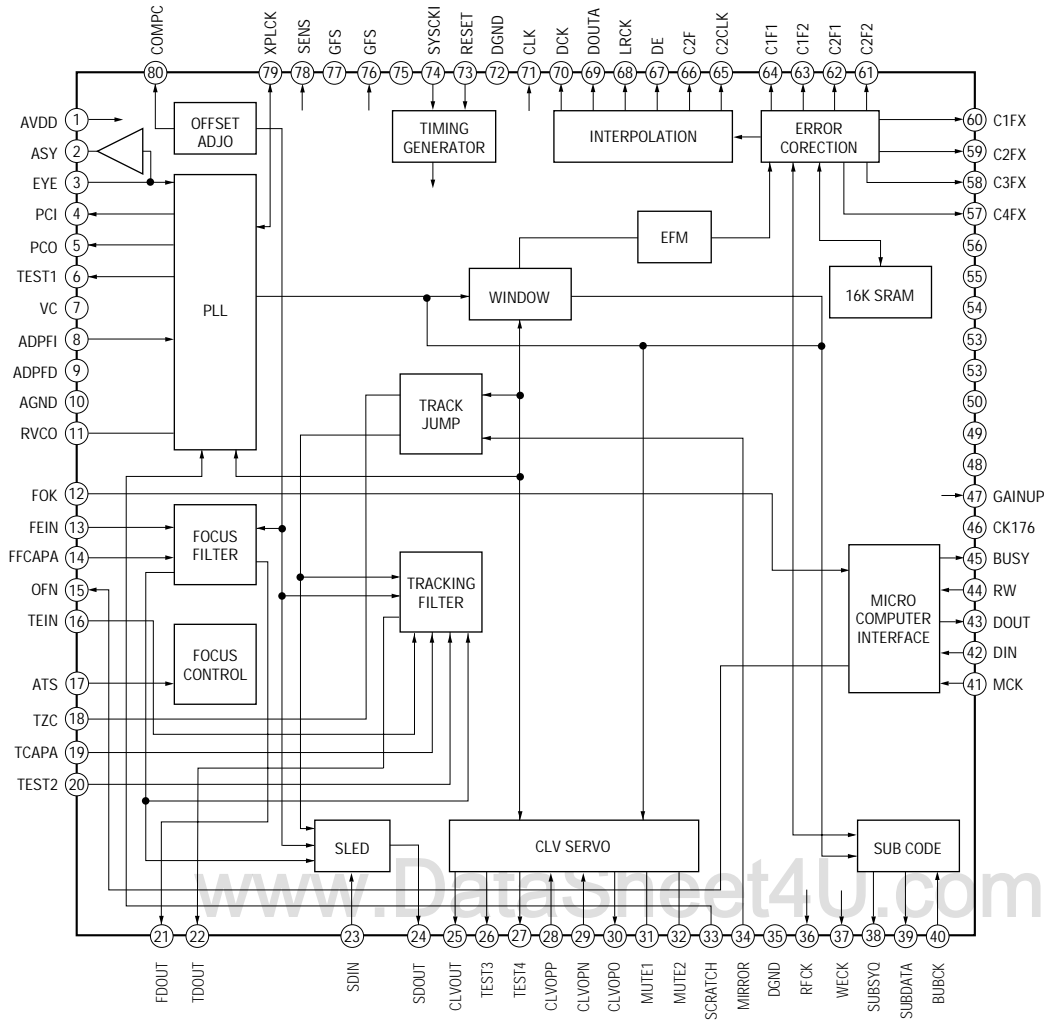 COMPC
XPLCK
SENS
GFS
GFS
SYSCKI
RESET
DGND
CLK
DCK
DOUTA
LRCK
DE
C2F
C2CLK
C1F1
C1F2
C2F1
C2F2
80 79 78 77 76 75 74 73 72 71 70 69 68 67 66 65 64 63 62 61
AVDD 1
ASY 2
EYE 3
PCI 4
PCO 5
TEST1 6
VC 7
ADPFI 8
ADPFD 9
AGND 10
RVCO 11
FOK 12
FEIN 13
FFCAPA 14
OFN 15
TEIN 16
ATS 17
TZC 18
TCAPA 19
TEST2 20
OFFSET
ADJO
TIMING
GENERATOR
INTERPOLATION
ERROR
CORECTION
PLL
EFM
WINDOW
16K SRAM
TRACK
JUMP
FOCUS
FILTER
TRACKING
FILTER
MICRO
COMPUTER
INTERFACE
FOCUS
CONTROL
SLED
CLV SERVO
SUB CODE
60 C1FX
59 C2FX
58 C3FX
57 C4FX
56
55
54
53
53
50
49
48
47 GAINUP
46 CK176
45 BUSY
44 RW
43 DOUT
42 DIN
41 MCK
www.DataSheet4U.com
21 22 23 24 25 26 27 28 29 30 31 32 33 34 35 36 37 38 39 40
FDOUT
TDOUT
SDIN
SDOUT
CLVOUT
TEST3
TEST4
CLVOPP
CLVOPN
CLVOPO
MUTE1
MUTE2
SCRATCH
MIRROR
DGND
RFCK
WECK
SUBSYQ
SUBDATA
BUBCK